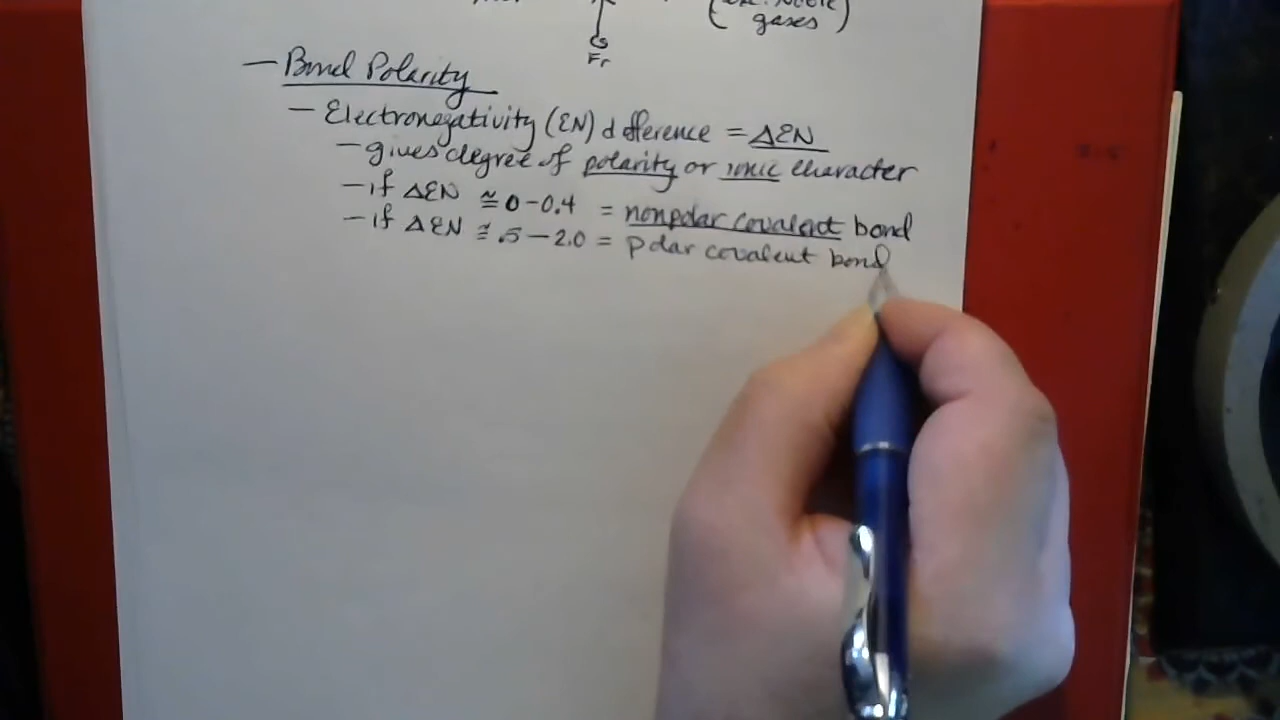 gases)
Fr
— Bond Polarity
— Electronegativity (EN) difference = ΔEN
— gives degree of polarity or ionic character
— if ΔEN ≅ 0 - 0.4 = nonpolar covalent bond
— if ΔEN ≅ .5 — 2.0 = polar covalent bond